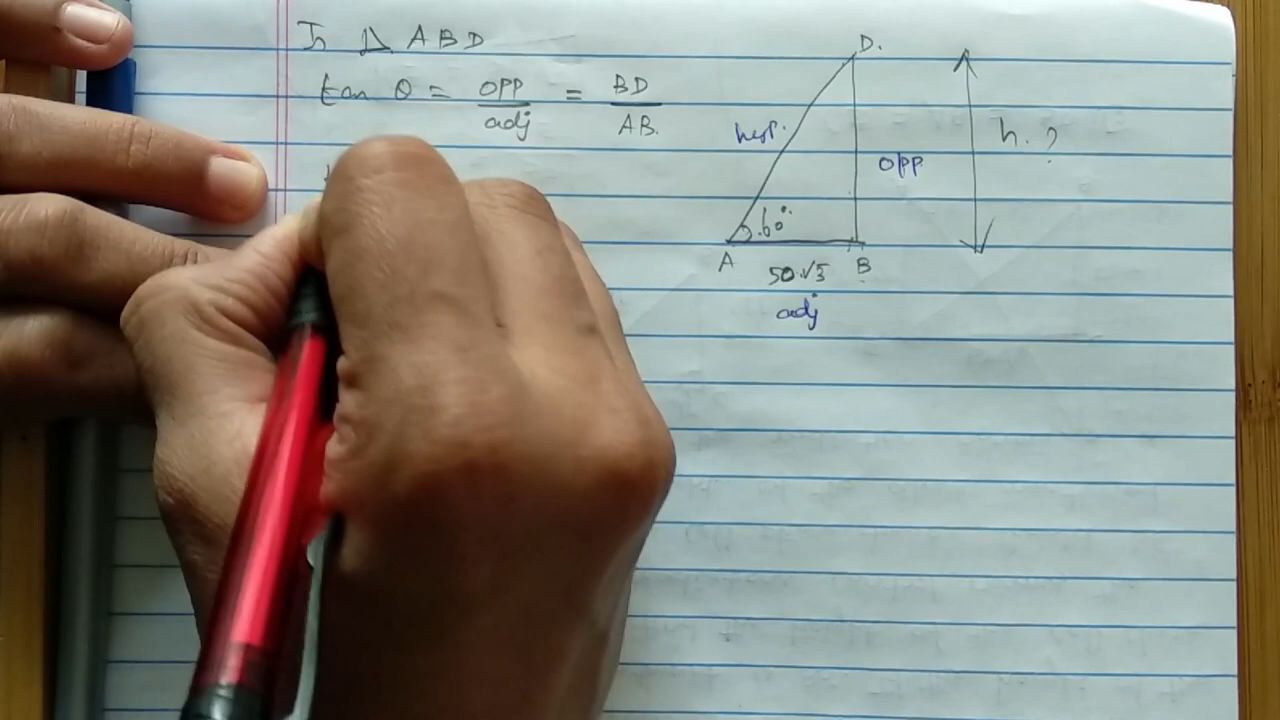 In △ ABD
tan θ = opp/adj = BD/AB.
D.
hyp.
opp
h. ?
60°
A
50√3
B
adj